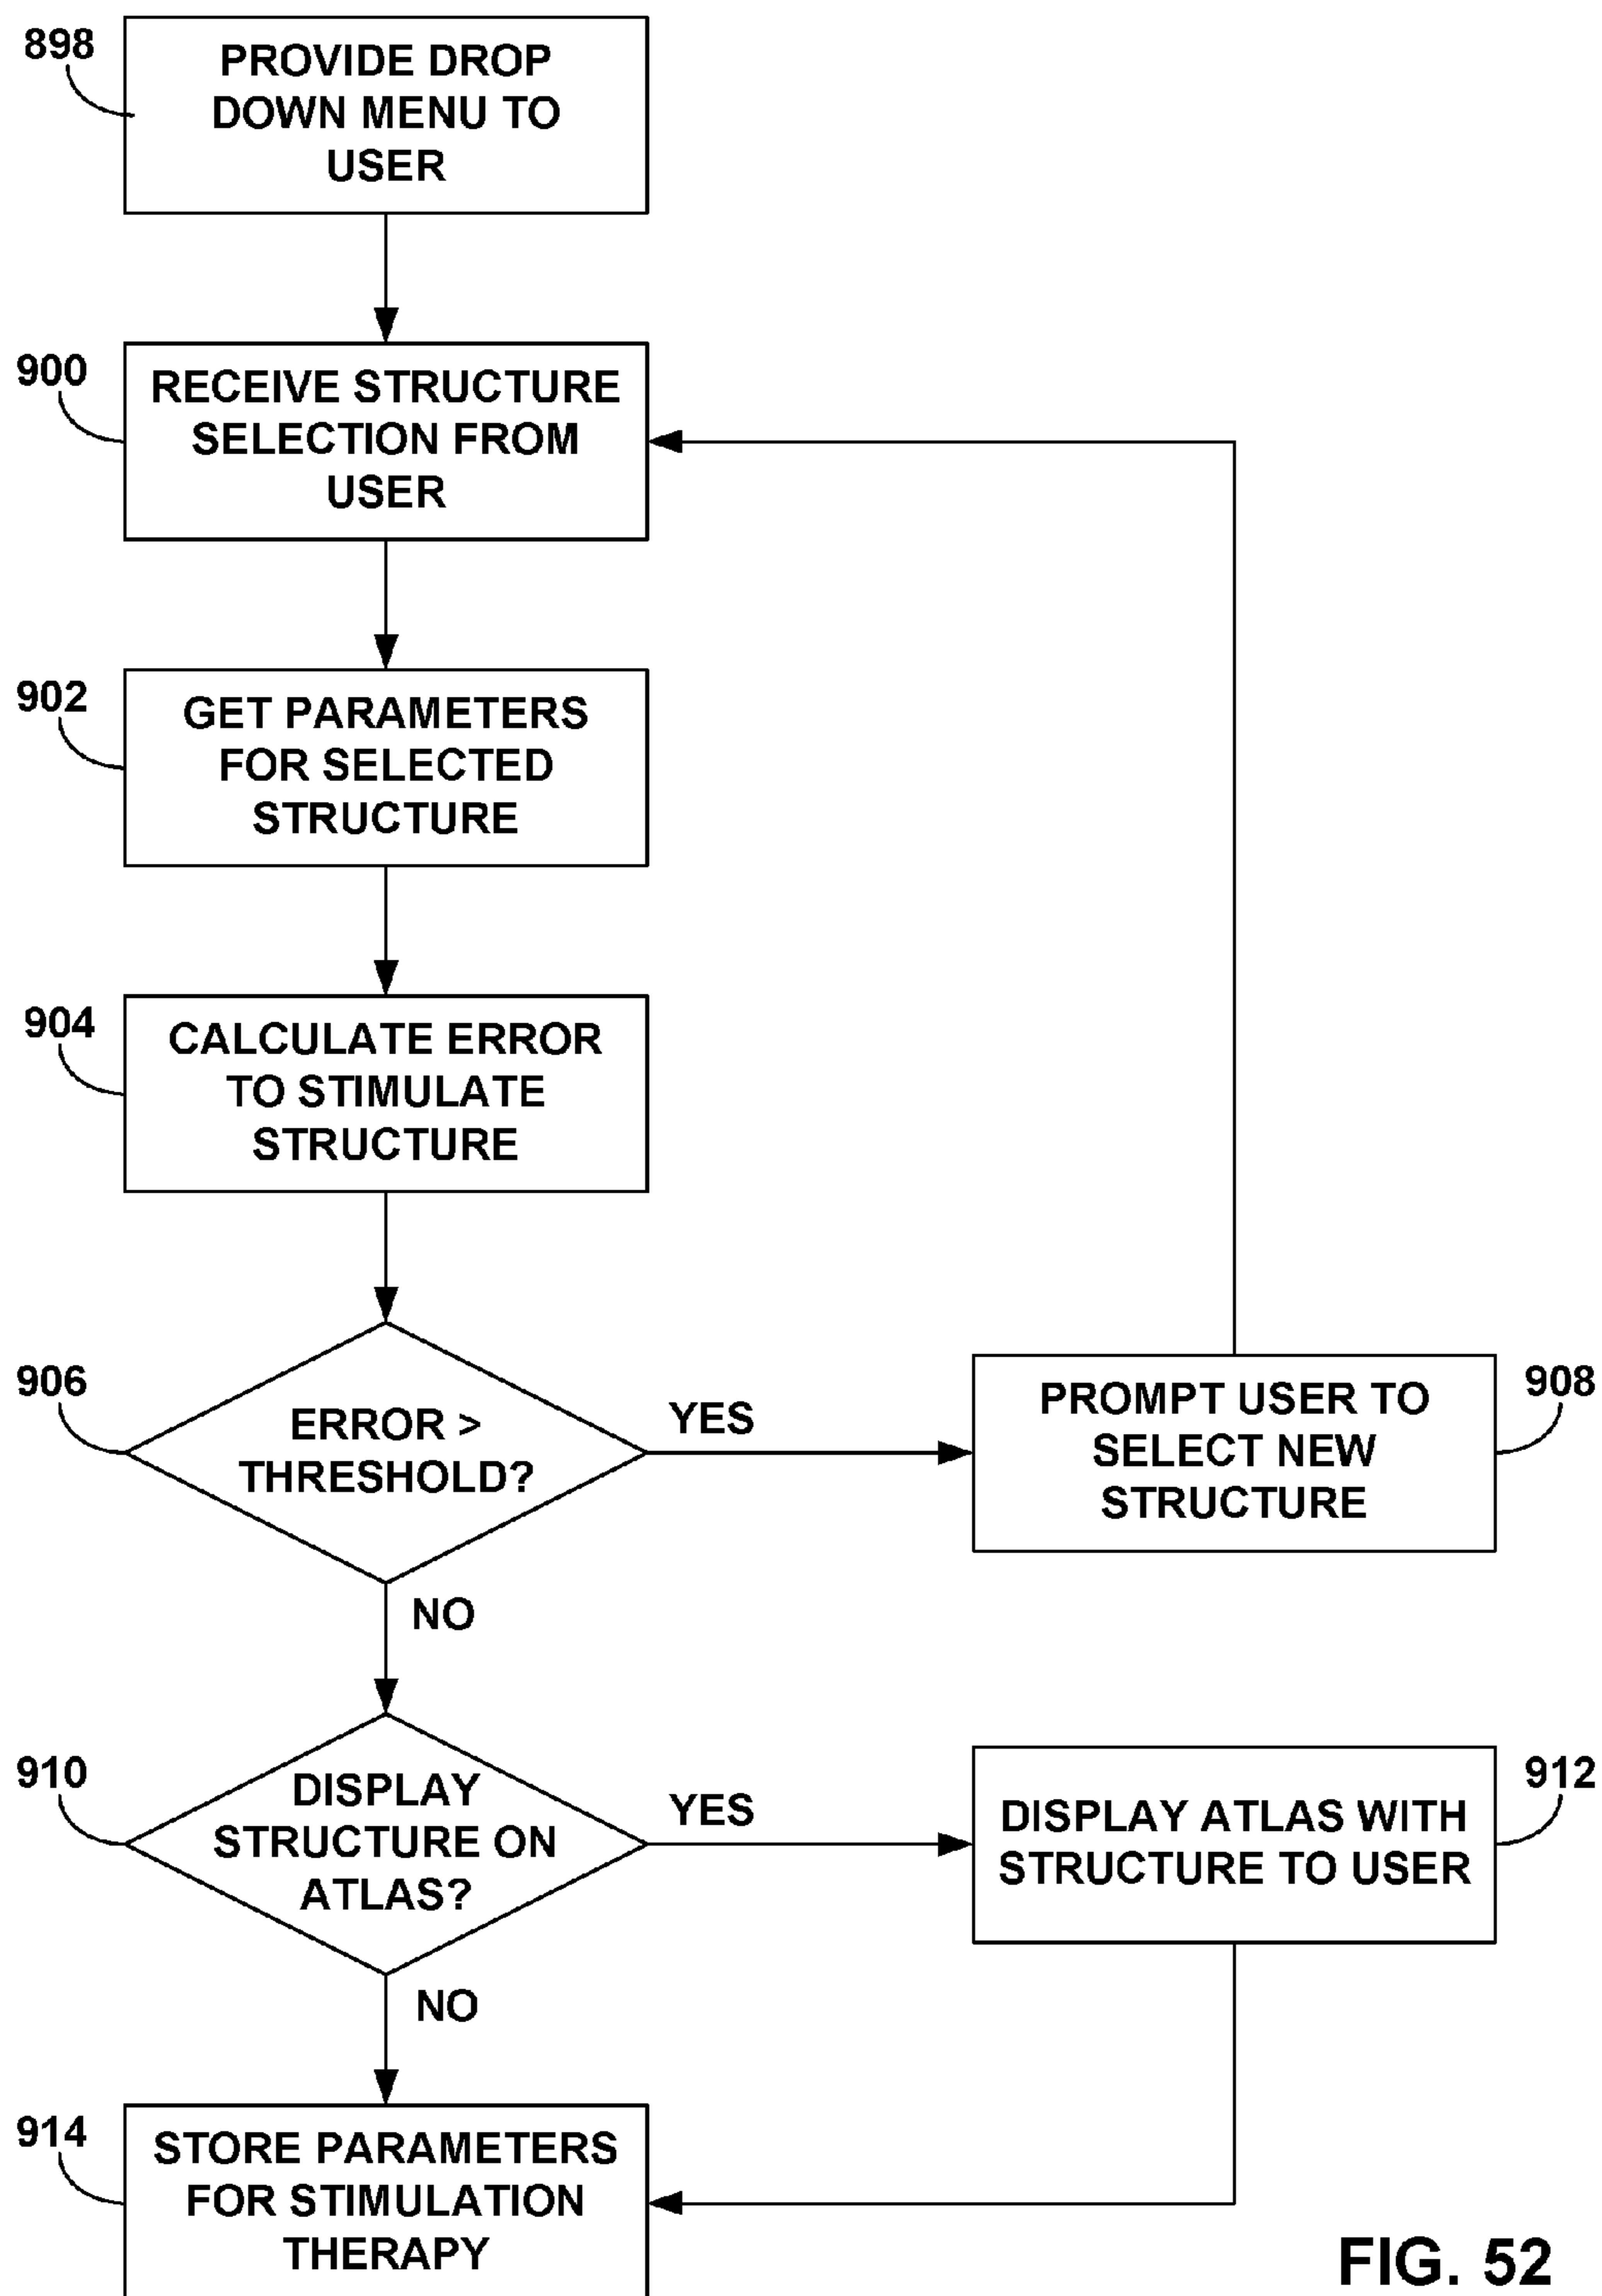 898
PROVIDE DROP
DOWN MENU TO
USER
900
RECEIVE STRUCTURE
SELECTION FROM
USER
902
GET PARAMETERS
FOR SELECTED
STRUCTURE
904
CALCULATE ERROR
TO STIMULATE
STRUCTURE
906
ERROR >
THRESHOLD?
YES
NO
PROMPT USER TO
SELECT NEW
STRUCTURE
908
910
DISPLAY
STRUCTURE ON
ATLAS?
YES
NO
DISPLAY ATLAS WITH
STRUCTURE TO USER
912
914
STORE PARAMETERS
FOR STIMULATION
THERAPY
FIG. 52